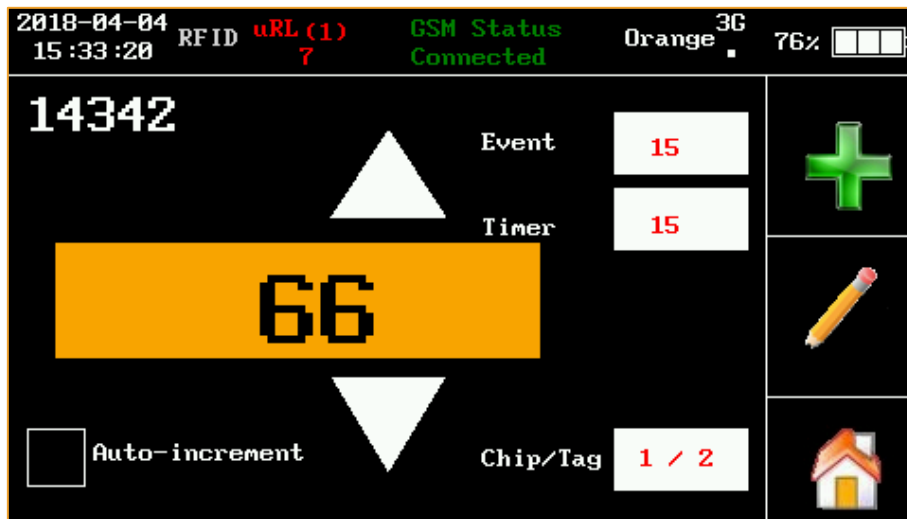 2018-04-04 RFID uRL (1) GSM Status Orange 3G 76%
15:33:20 7 Connected
14342
Event 15
Timer 15
66
Auto-increment Chip/Tag 1 / 2